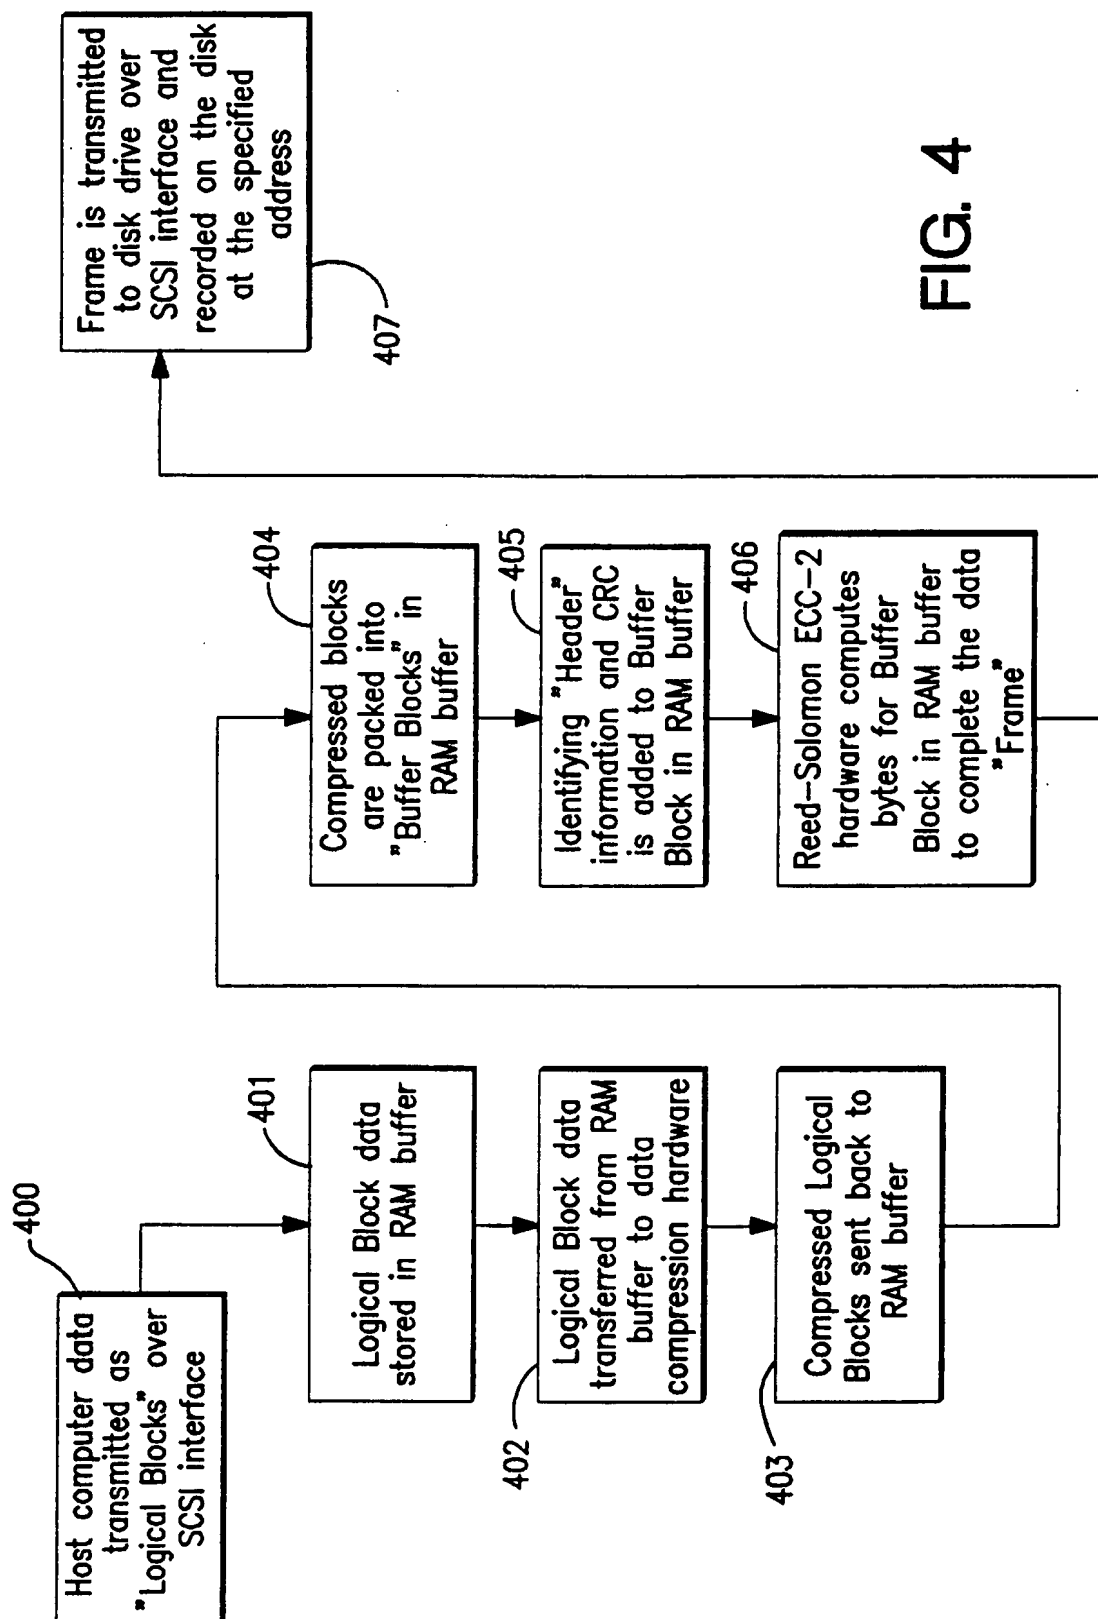 400
Host computer data
transmitted as
"Logical Blocks" over
SCSI interface
401
Logical Block data
stored in RAM buffer
402
Logical Block data
transferred from RAM
buffer to data
compression hardware
403
Compressed Logical
Blocks sent back to
RAM buffer
404
Compressed blocks
are packed into
"Buffer Blocks" in
RAM buffer
405
Identifying "Header"
information and CRC
is added to Buffer
Block in RAM buffer
406
Reed-Solomon ECC-2
hardware computes
bytes for Buffer
Block in RAM buffer
to complete the data
"Frame"
407
Frame is transmitted
to disk drive over
SCSI interface and
recorded on the disk
at the specified
address
FIG. 4